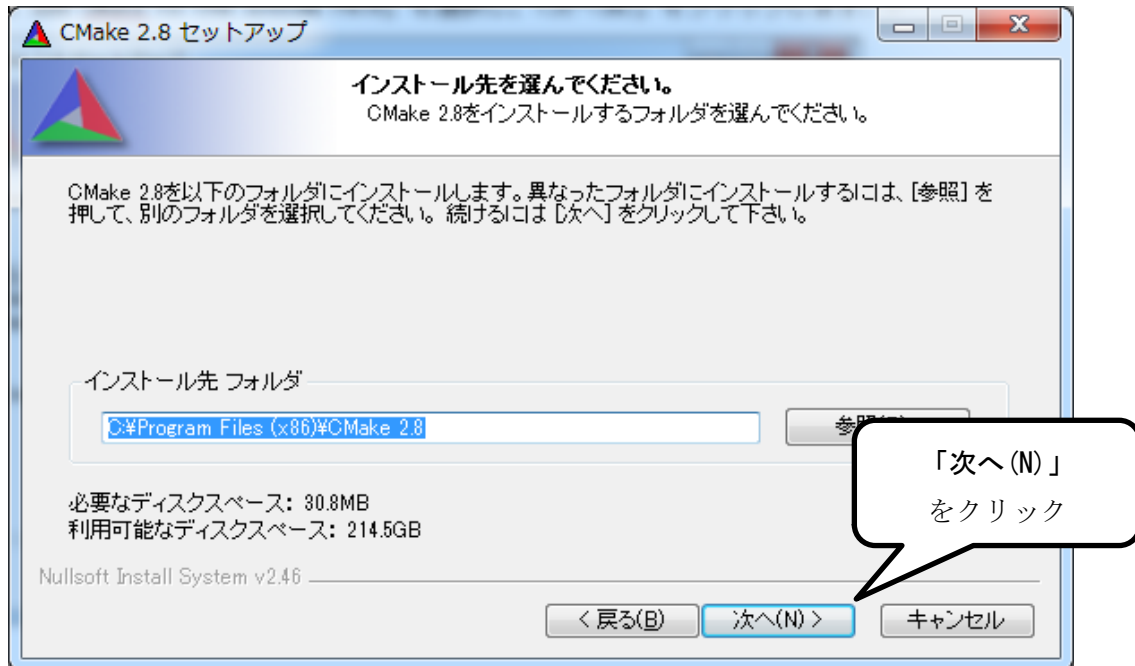 CMake 2.8 セットアップ
インストール先を選んでください。
CMake 2.8をインストールするフォルダを選んでください。
CMake 2.8を以下のフォルダにインストールします。異なったフォルダにインストールするには、[参照] を
押して、別のフォルダを選択してください。 続けるには [次へ] をクリックして下さい。
インストール先 フォルダ
C:¥Program Files (x86)¥CMake 2.8
「次へ(N)」
をクリック
必要なディスクスペース: 30.8MB
利用可能なディスクスペース: 214.5GB
Nullsoft Install System v2.46
< 戻る(B)
次へ(N) >
キャンセル